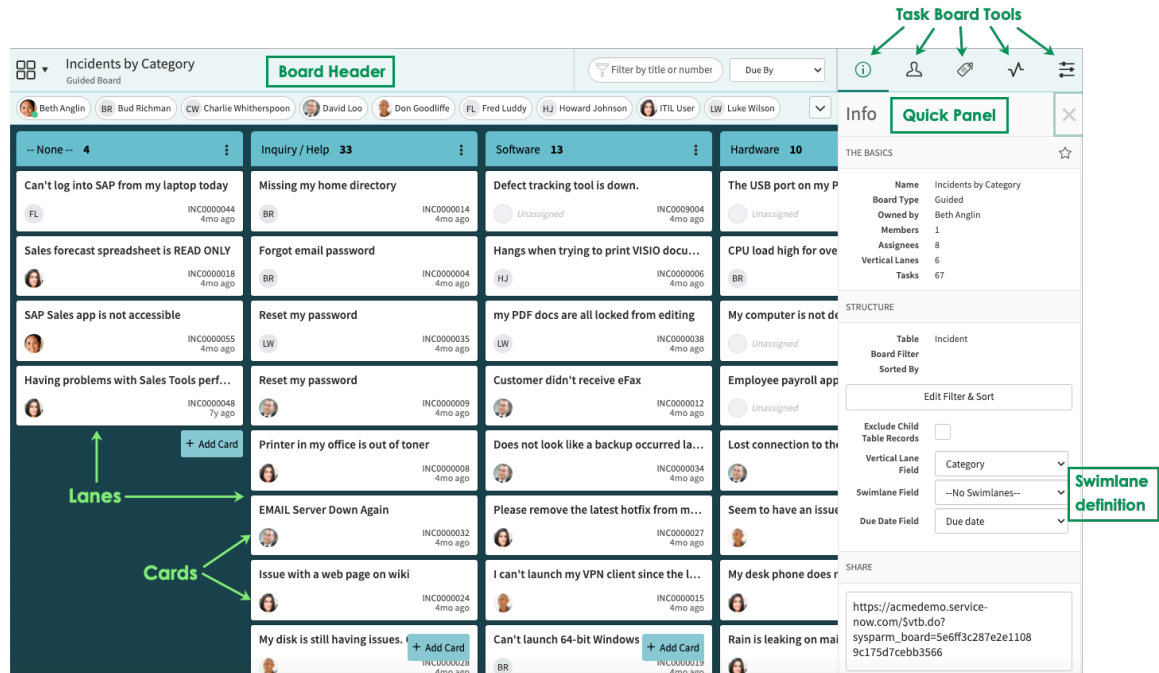 Task Board Tools
Incidents by Category
Guided Board
Board Header
Filter by title or number
Due By
Beth Anglin
BR Bud Richman
CW Charlie Whitherspoon
David Loo
Don Goodliffe
FL Fred Luddy
HJ Howard Johnson
ITIL User
LW Luke Wilson
-- None -- 4
Can't log into SAP from my laptop today
FL
INC0000044
4mo ago
Sales forecast spreadsheet is READ ONLY
INC0000018
4mo ago
SAP Sales app is not accessible
INC0000055
4mo ago
Having problems with Sales Tools perf...
INC0000048
7y ago
+ Add Card
Lanes
Cards
Inquiry / Help 33
Missing my home directory
BR
INC0000014
4mo ago
Forgot email password
BR
INC0000004
4mo ago
Reset my password
LW
INC0000035
4mo ago
Reset my password
INC0000009
4mo ago
Printer in my office is out of toner
INC0000008
4mo ago
EMAIL Server Down Again
INC0000032
4mo ago
Issue with a web page on wiki
INC0000024
4mo ago
My disk is still having issues.
+ Add Card
INC0000028
4mo ago
Software 13
Defect tracking tool is down.
Unassigned
INC0009004
4mo ago
Hangs when trying to print VISIO docu...
HJ
INC0000006
4mo ago
my PDF docs are all locked from editing
LW
INC0000038
4mo ago
Customer didn't receive eFax
INC0000012
4mo ago
Does not look like a backup occurred la...
INC0000034
4mo ago
Please remove the latest hotfix from m...
INC0000027
4mo ago
I can't launch my VPN client since the l...
INC0000015
4mo ago
Can't launch 64-bit Windows
+ Add Card
BR
INC0000019
4mo ago
Hardware 10
The USB port on my P
Unassigned
CPU load high for ove
BR
My computer is not de
Unassigned
Employee payroll app
Unassigned
Lost connection to the
Seem to have an issue
My desk phone does n
Rain is leaking on mai
Info
Quick Panel
THE BASICS
Name Incidents by Category
Board Type Guided
Owned by Beth Anglin
Members 1
Assignees 8
Vertical Lanes 6
Tasks 67
STRUCTURE
Table Incident
Board Filter
Sorted By
Edit Filter & Sort
Exclude Child
Table Records
Vertical Lane
Field
Category
Swimlane Field
--No Swimlanes--
Due Date Field
Due date
Swimlane
definition
SHARE
https://acmedemo.service-
now.com/$vtb.do?
sysparm_board=5e6ff3c287e2e1108
9c175d7cebb3566